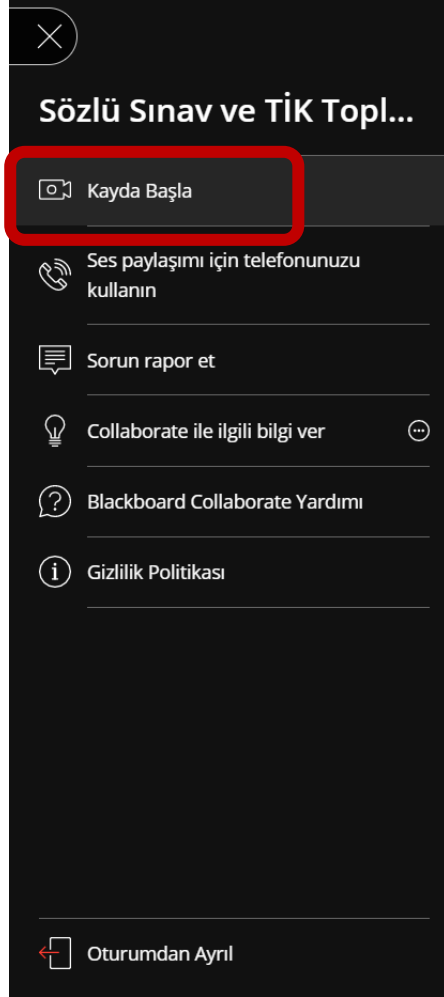 Sözlü Sınav ve TİK Topl...
Kayda Başla
Ses paylaşımı için telefonunuzu
kullanın
Sorun rapor et
Collaborate ile ilgili bilgi ver
Blackboard Collaborate Yardımı
Gizlilik Politikası
Oturumdan Ayrıl